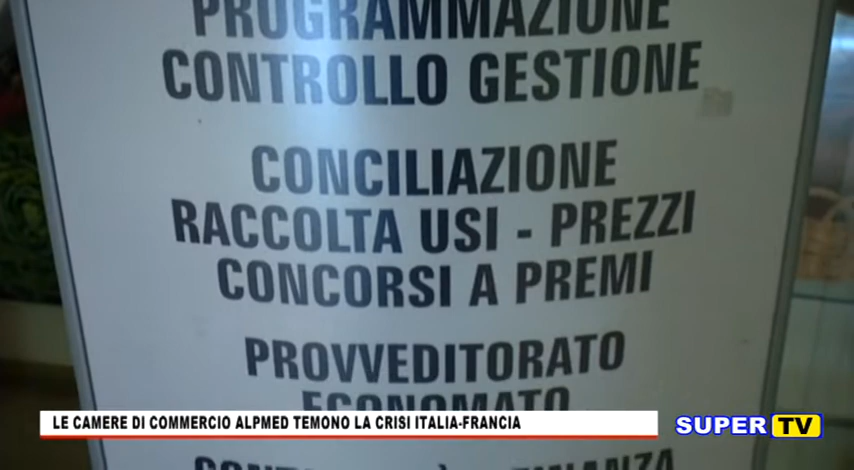 PROGRAMMAZIONE
CONTROLLO GESTIONE
CONCILIAZIONE
RACCOLTA USI - PREZZI
CONCORSI A PREMI
PROVVEDITORATO
ECONOMATO
LE CAMERE DI COMMERCIO ALPMED TEMONO LA CRISI ITALIA-FRANCIA
SUPER TV